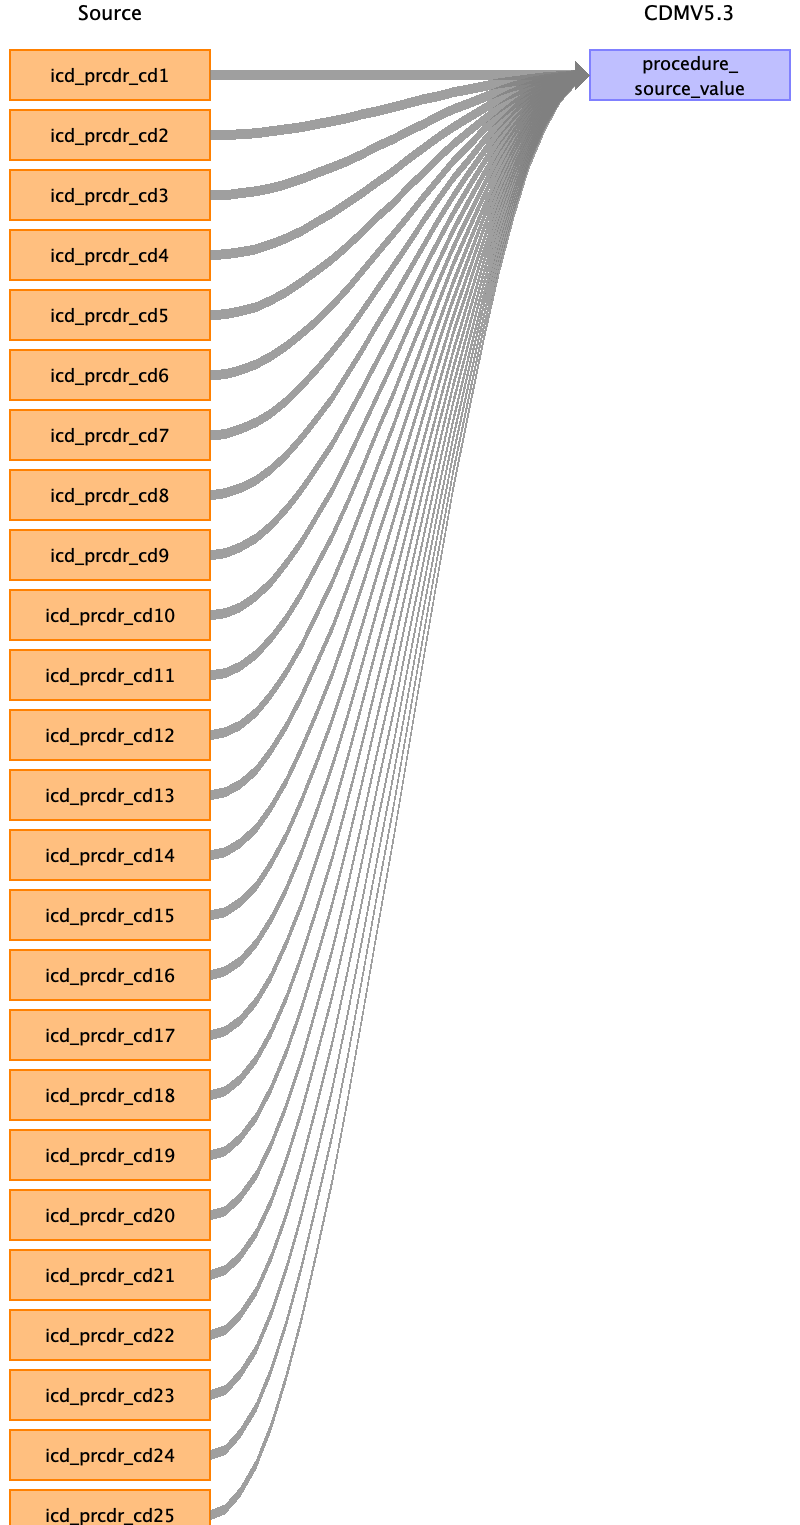 Source
CDMV5.3
icd_prcdr_cd1
procedure_
source_value
icd_prcdr_cd2
icd_prcdr_cd3
icd_prcdr_cd4
icd_prcdr_cd5
icd_prcdr_cd6
icd_prcdr_cd7
icd_prcdr_cd8
icd_prcdr_cd9
icd_prcdr_cd10
icd_prcdr_cd11
icd_prcdr_cd12
icd_prcdr_cd13
icd_prcdr_cd14
icd_prcdr_cd15
icd_prcdr_cd16
icd_prcdr_cd17
icd_prcdr_cd18
icd_prcdr_cd19
icd_prcdr_cd20
icd_prcdr_cd21
icd_prcdr_cd22
icd_prcdr_cd23
icd_prcdr_cd24
icd_prcdr_cd25